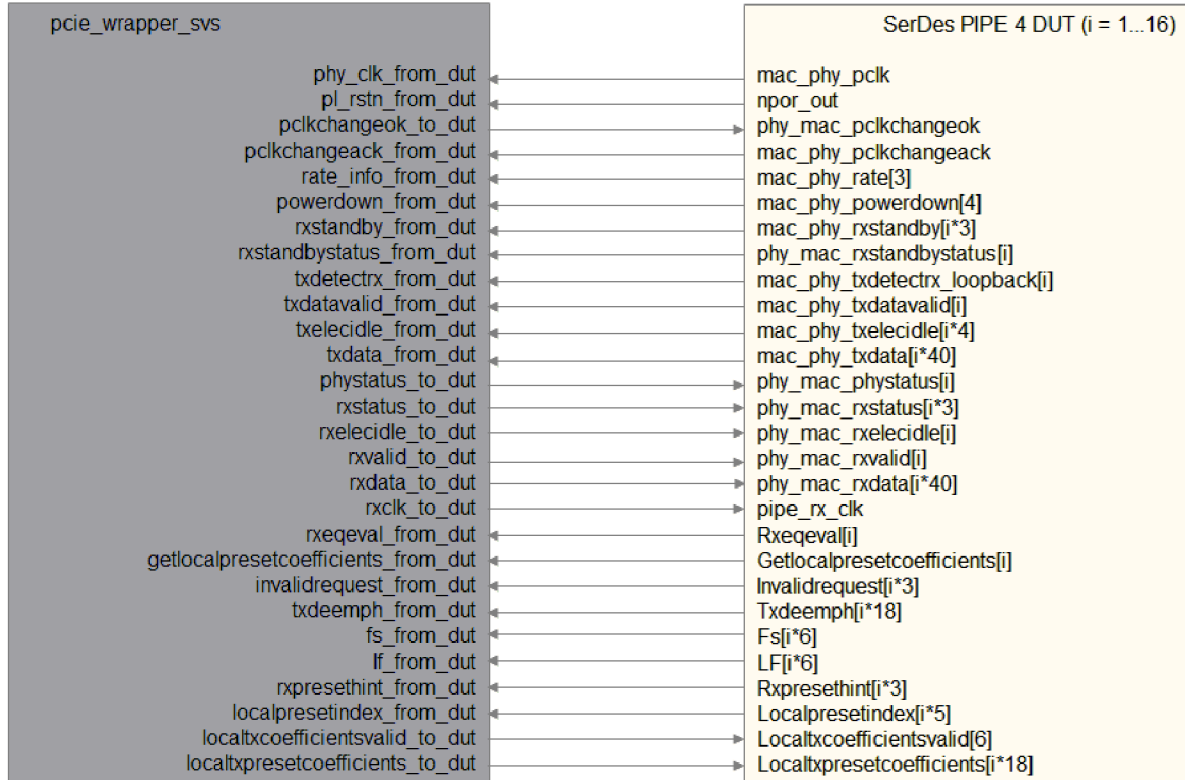 pcie_wrapper_svs SerDes PIPE 4 DUT (i = 1...16)
phy_clk_from_dut mac_phy_pclk
pl_rstn_from_dut npor_out
pclkchangeok_to_dut phy_mac_pclkchangeok
pclkchangeack_from_dut mac_phy_pclkchangeack
rate_info_from_dut mac_phy_rate[3]
powerdown_from_dut mac_phy_powerdown[4]
rxstandby_from_dut mac_phy_rxstandby[i*3]
rxstandbystatus_from_dut phy_mac_rxstandbystatus[i]
txdetectrx_from_dut mac_phy_txdetectrx_loopback[i]
txdatavalid_from_dut mac_phy_txdatavalid[i]
txelecidle_from_dut mac_phy_txelecidle[i*4]
txdata_from_dut mac_phy_txdata[i*40]
phystatus_to_dut phy_mac_phystatus[i]
rxstatus_to_dut phy_mac_rxstatus[i*3]
rxelecidle_to_dut phy_mac_rxelecidle[i]
rxvalid_to_dut phy_mac_rxvalid[i]
rxdata_to_dut phy_mac_rxdata[i*40]
rxclk_to_dut pipe_rx_clk
rxeqeval_from_dut Rxeqeval[i]
getlocalpresetcoefficients_from_dut Getlocalpresetcoefficients[i]
invalidrequest_from_dut Invalidrequest[i*3]
txdeemph_from_dut Txdeemph[i*18]
fs_from_dut Fs[i*6]
lf_from_dut LF[i*6]
rxpresethint_from_dut Rxpresethint[i*3]
localpresetindex_from_dut Localpresetindex[i*5]
localtxcoefficientsvalid_to_dut Localtxcoefficientsvalid[6]
localtxpresetcoefficients_to_dut Localtxpresetcoefficients[i*18]